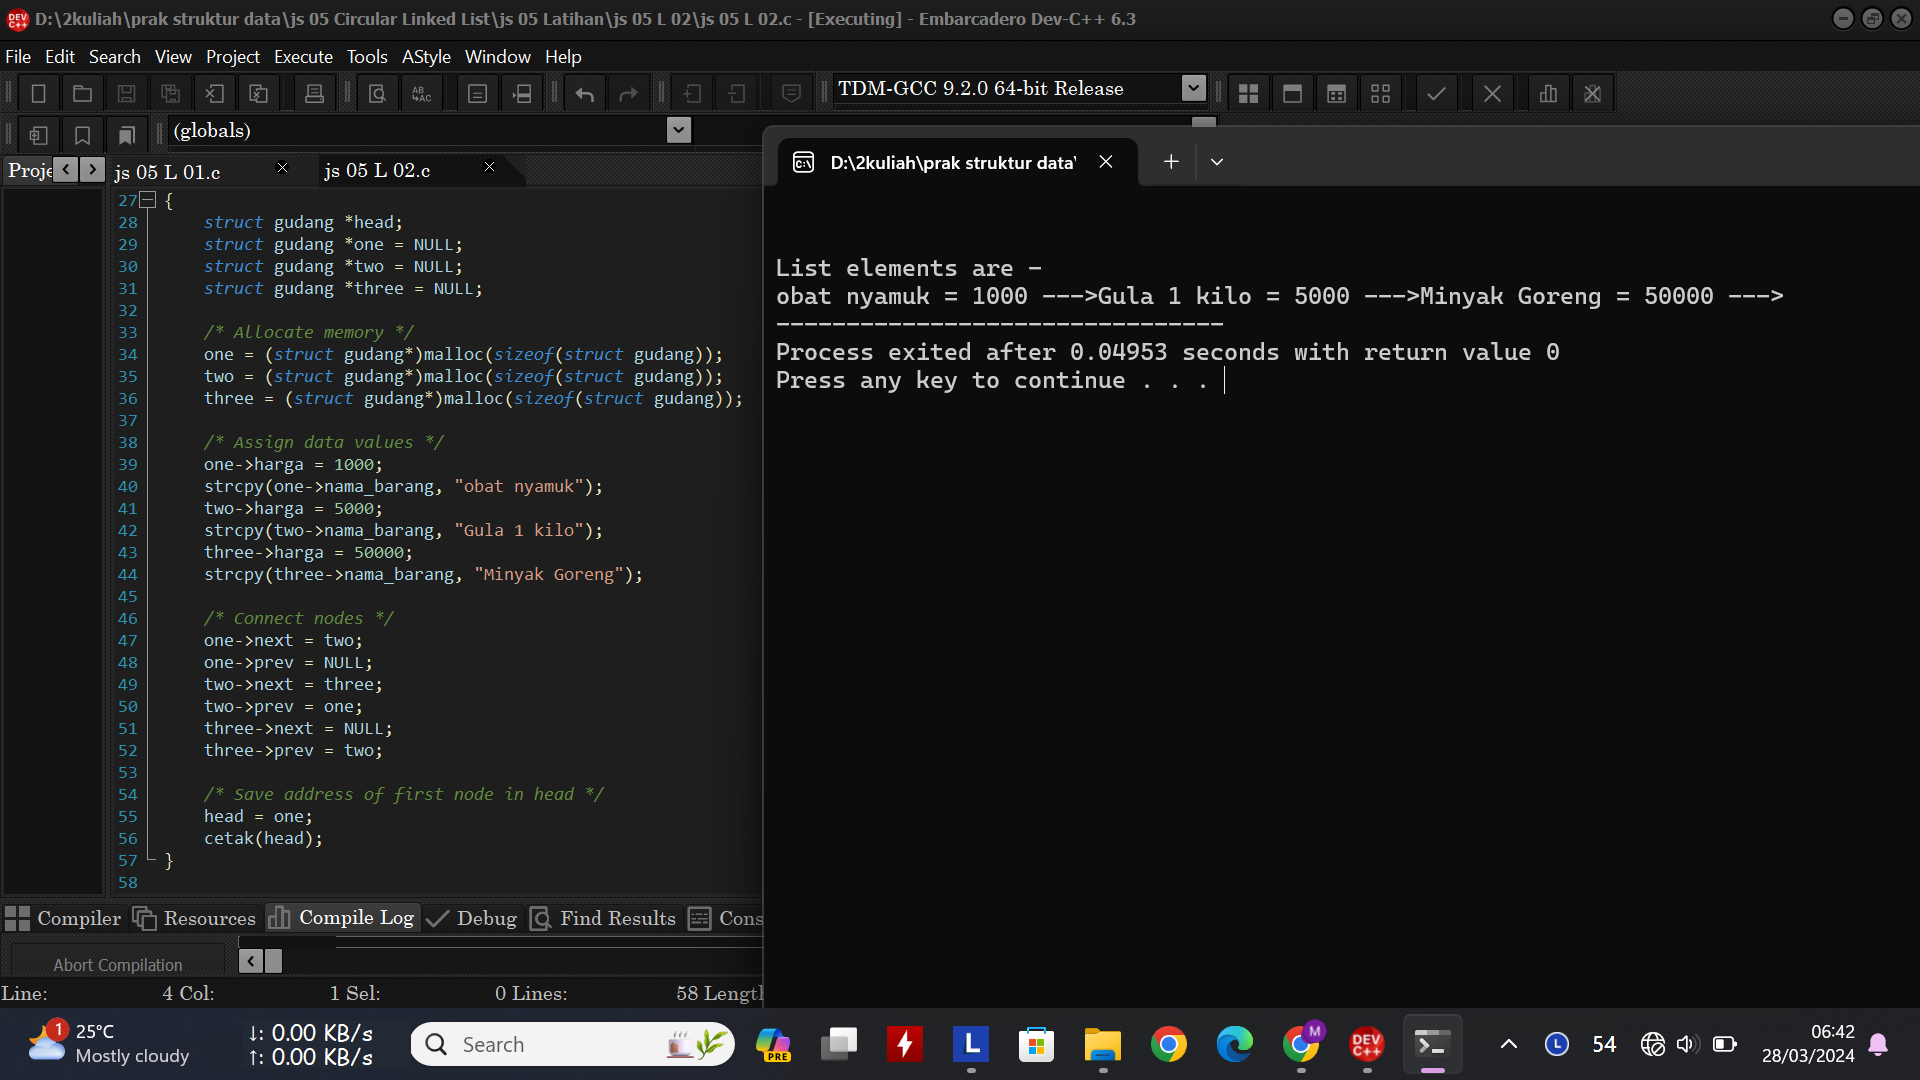 D:\2kuliah\prak struktur data\js 05 Circular Linked List\js 05 Latihan\js 05 L 02\js 05 L 02.c - [Executing] - Embarcadero Dev-C++ 6.3
File Edit Search View Project Execute Tools AStyle Window Help
TDM-GCC 9.2.0 64-bit Release
(globals)
Proje
js 05 L 01.c
js 05 L 02.c
27 {
28 struct gudang *head;
29 struct gudang *one = NULL;
30 struct gudang *two = NULL;
31 struct gudang *three = NULL;
32
33 /* Allocate memory */
34 one = (struct gudang*)malloc(sizeof(struct gudang));
35 two = (struct gudang*)malloc(sizeof(struct gudang));
36 three = (struct gudang*)malloc(sizeof(struct gudang));
37
38 /* Assign data values */
39 one->harga = 1000;
40 strcpy(one->nama_barang, "obat nyamuk");
41 two->harga = 5000;
42 strcpy(two->nama_barang, "Gula 1 kilo");
43 three->harga = 50000;
44 strcpy(three->nama_barang, "Minyak Goreng");
45
46 /* Connect nodes */
47 one->next = two;
48 one->prev = NULL;
49 two->next = three;
50 two->prev = one;
51 three->next = NULL;
52 three->prev = two;
53
54 /* Save address of first node in head */
55 head = one;
56 cetak(head);
57 }
58
D:\2kuliah\prak struktur data\
List elements are -
obat nyamuk = 1000 --->Gula 1 kilo = 5000 --->Minyak Goreng = 50000 --->
--------------------------------
Process exited after 0.04953 seconds with return value 0
Press any key to continue . . .
Compiler Resources Compile Log Debug Find Results Cons
Abort Compilation
Line: 4 Col: 1 Sel: 0 Lines: 58 Length
1
25°C
Mostly cloudy
↓: 0.00 KB/s
↑: 0.00 KB/s
Search
PRE
L
M
DEV
C++
L
54
06:42
28/03/2024